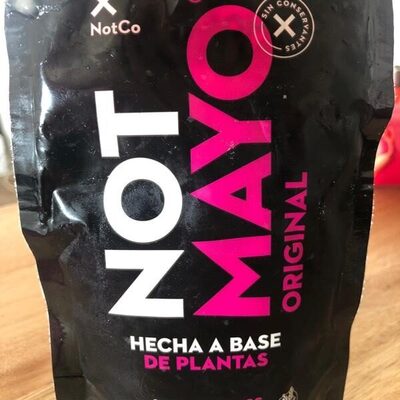 NotCo
SIN CONSERVANTES
NOT
MAYO
ORIGINAL
HECHA A BASE
DE PLANTAS